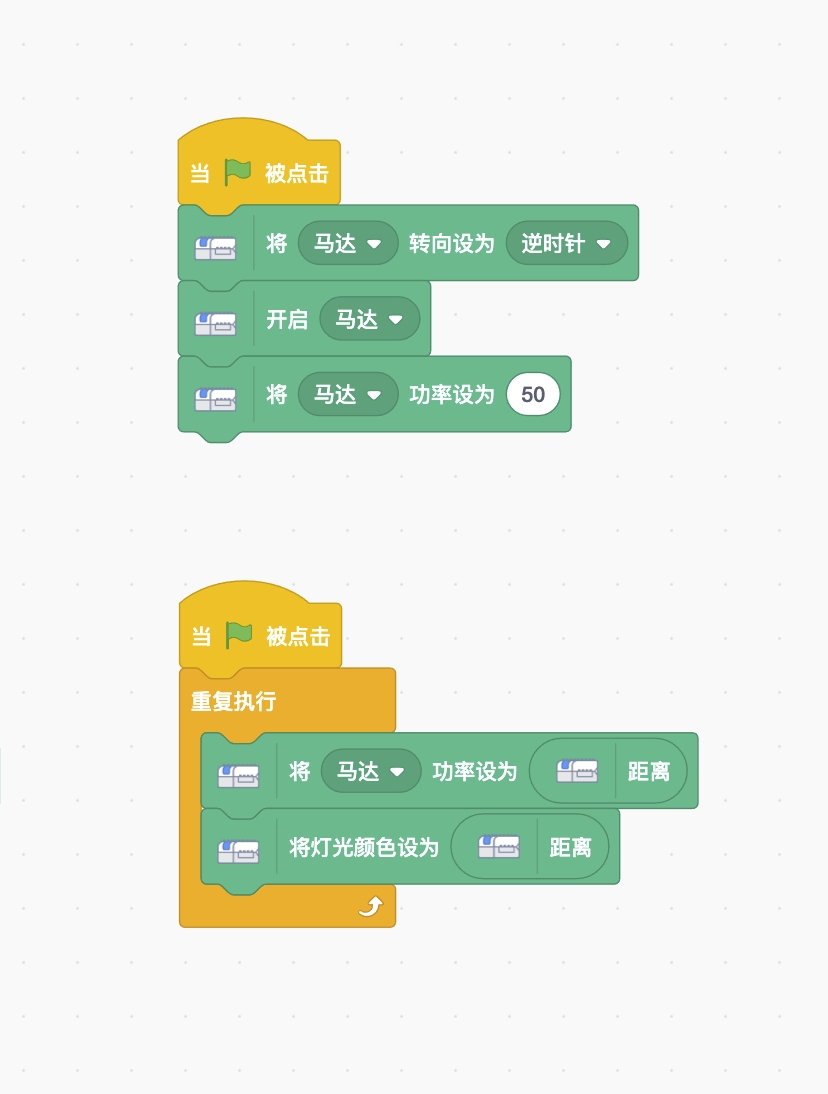 当 被点击
将 马达 转向设为 逆时针
开启 马达
将 马达 功率设为 50
当 被点击
重复执行
将 马达 功率设为 距离
将灯光颜色设为 距离